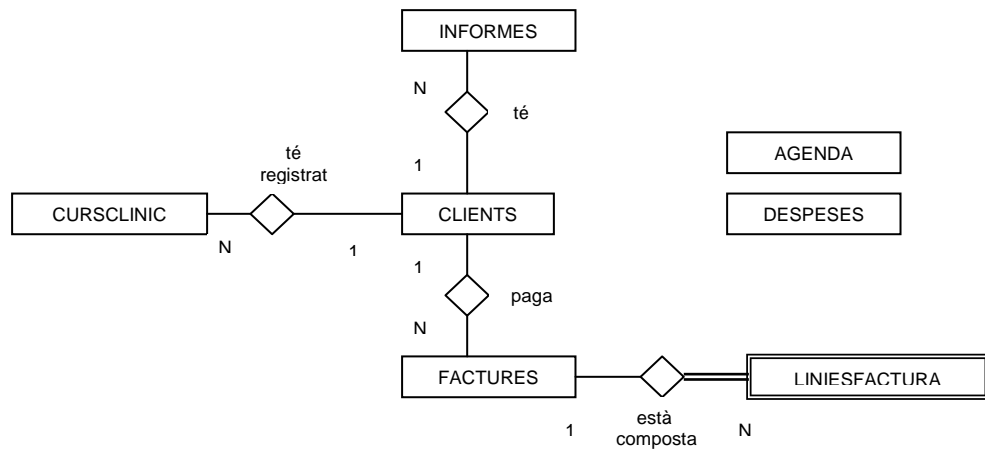 INFORMES
N
té
1
AGENDA
té
registrat
CURSCLINIC
CLIENTS
DESPESES
N
1
1
paga
N
FACTURES
LINIESFACTURA
1
està
composta
N